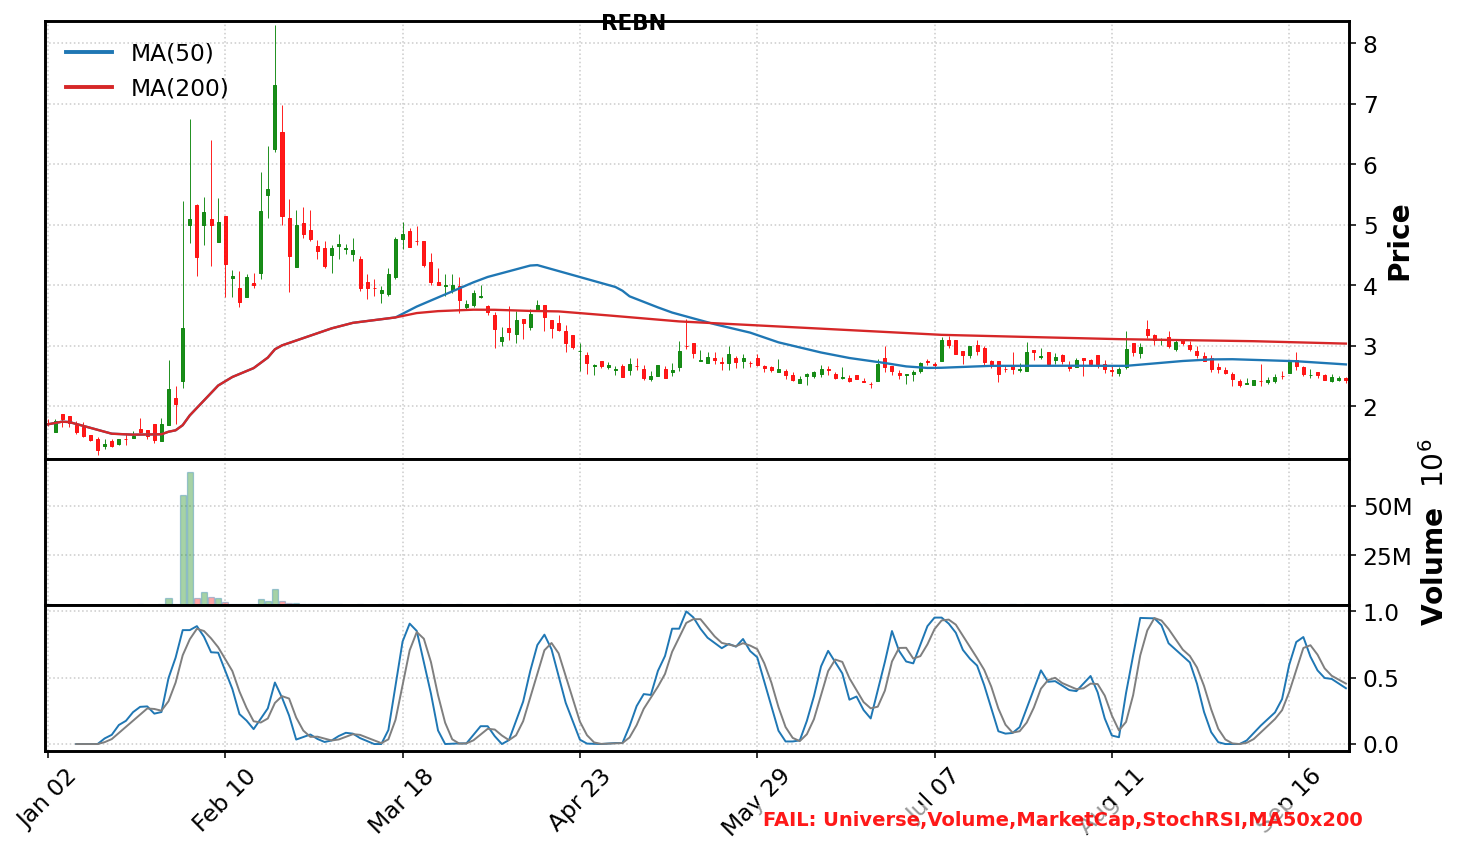 REBN
MA(50)
MA(200)
8
7
6
5
4
3
2
Price
10^6
50M
25M
Volume
1.0
0.5
0.0
Jan 02
Feb 10
Mar 18
Apr 23
May 29
Jul 07
Aug 11
Sep 16
FAIL: Universe,Volume,MarketCap,StochRSI,MA50x200